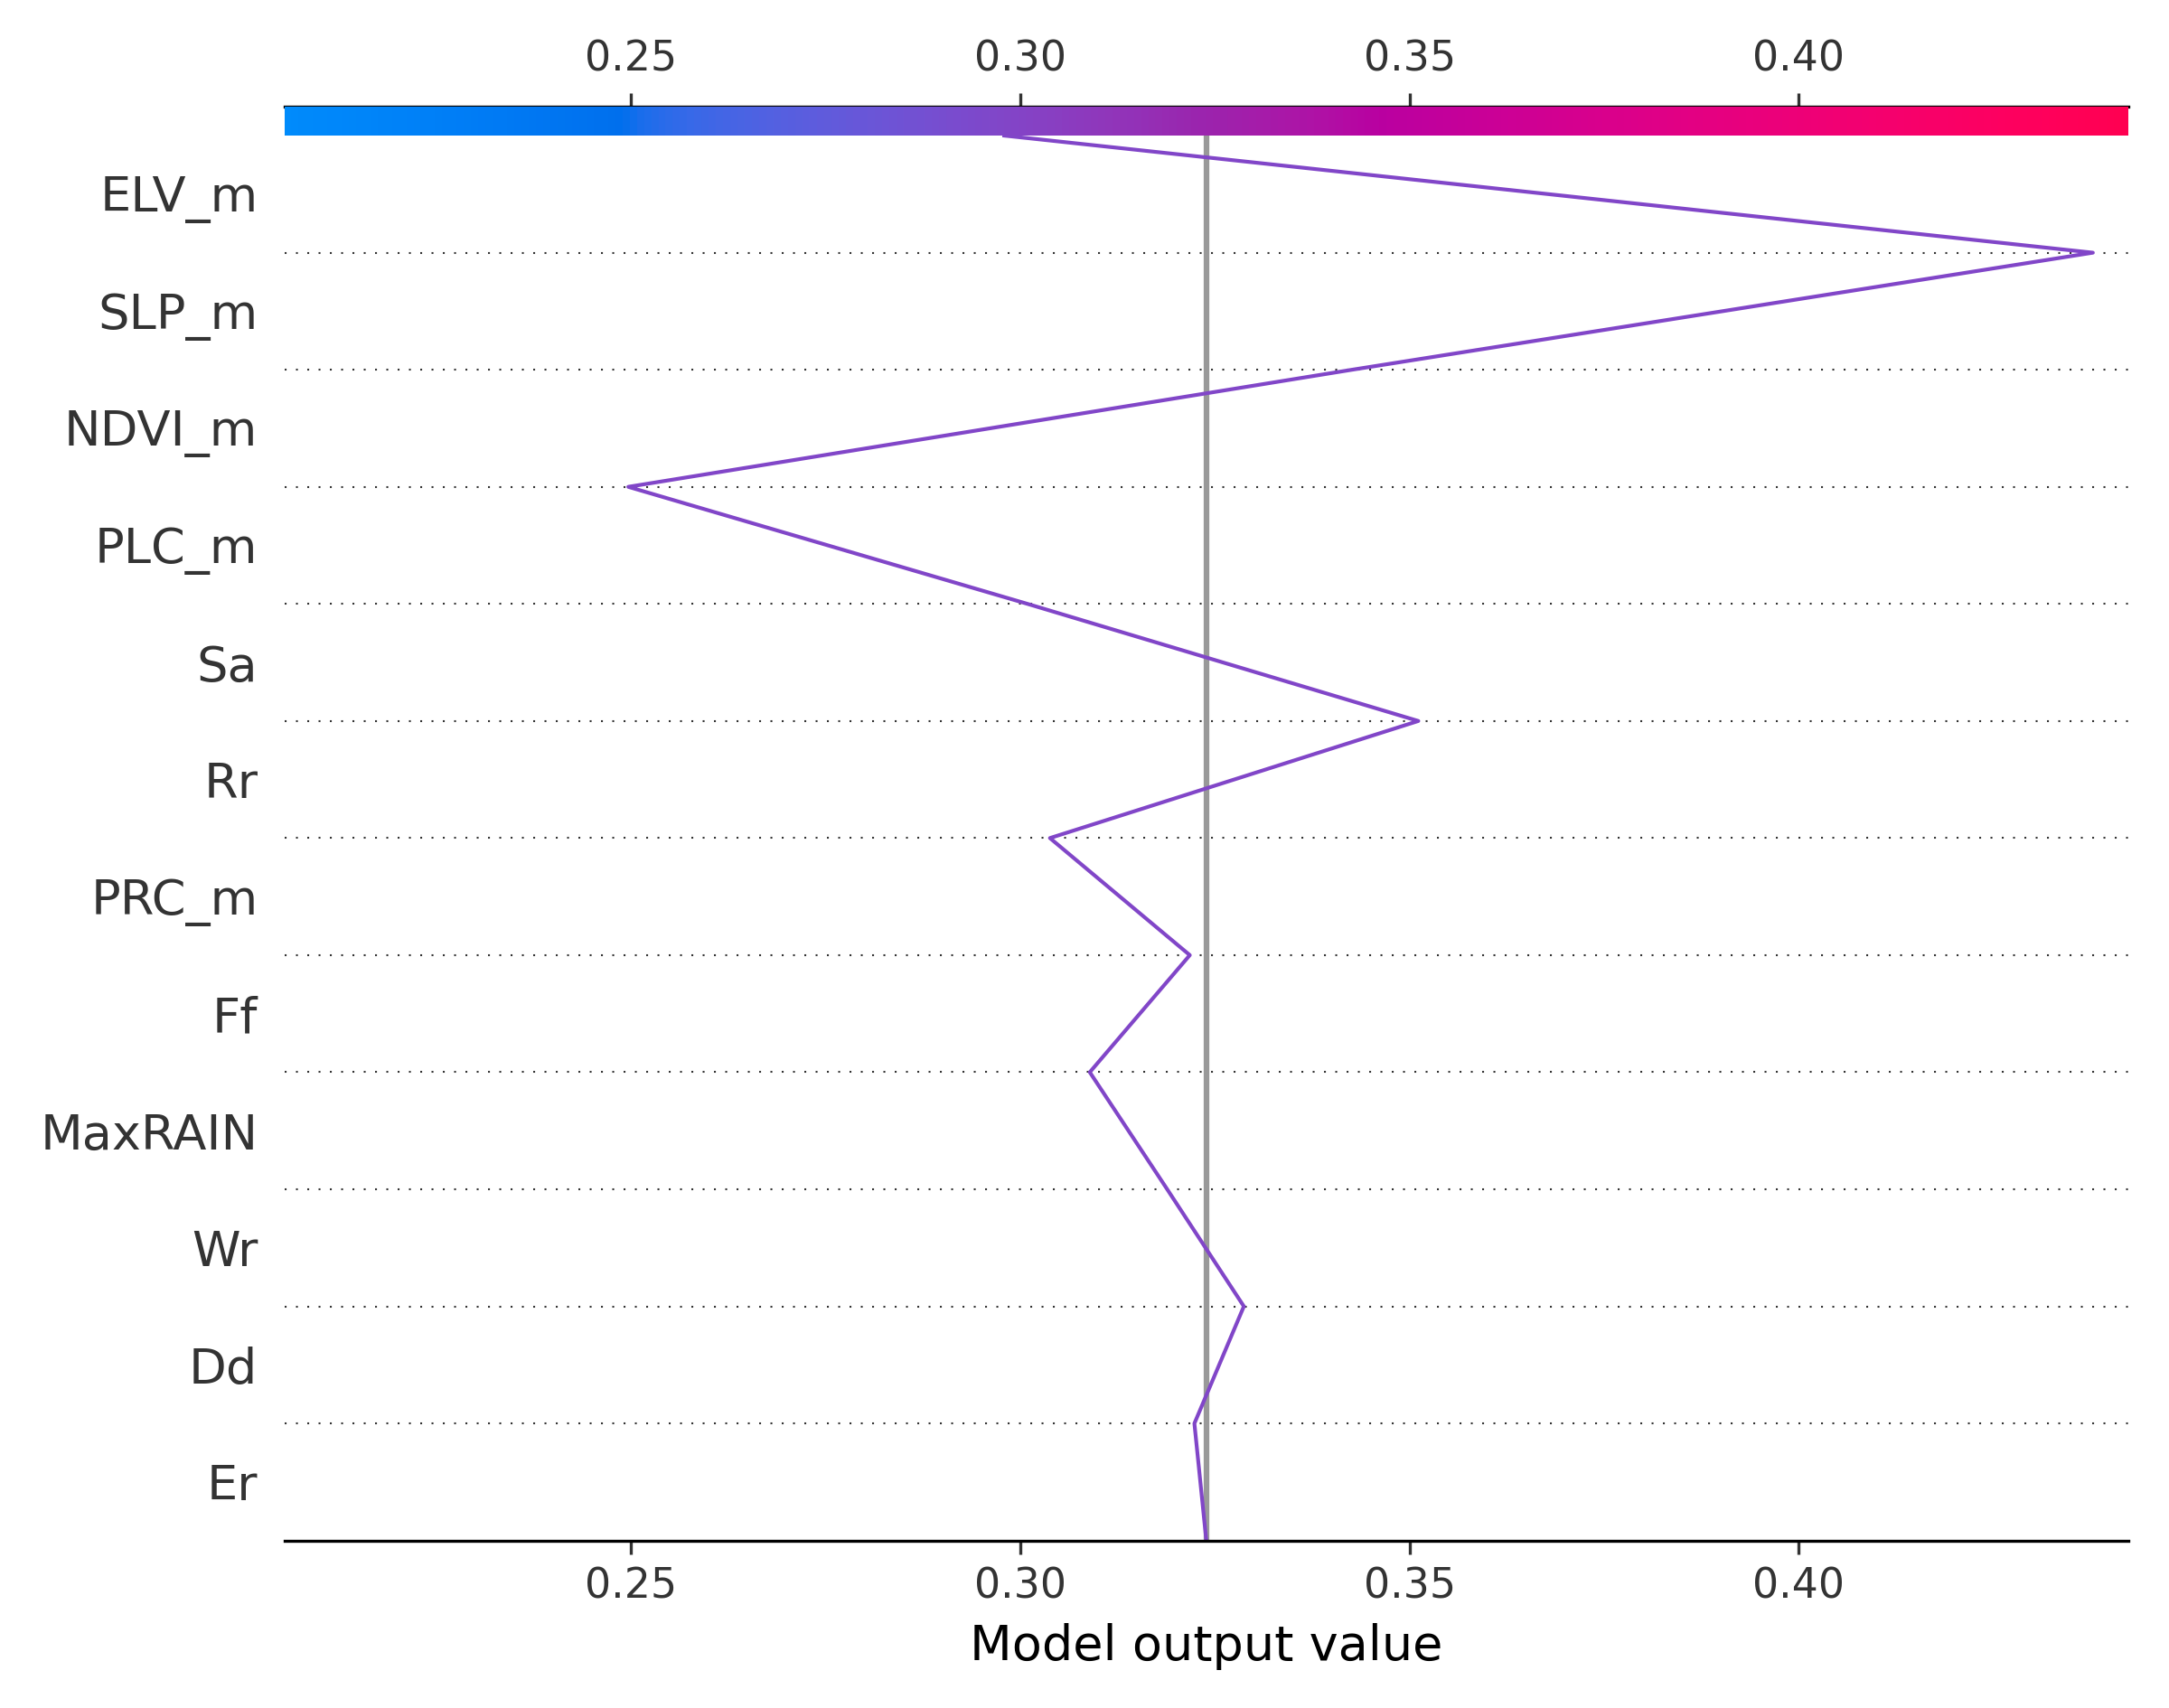 0.25 0.30 0.35 0.40
ELV_m
SLP_m
NDVI_m
PLC_m
Sa
Rr
PRC_m
Ff
MaxRAIN
Wr
Dd
Er
0.25 0.30 0.35 0.40
Model output value